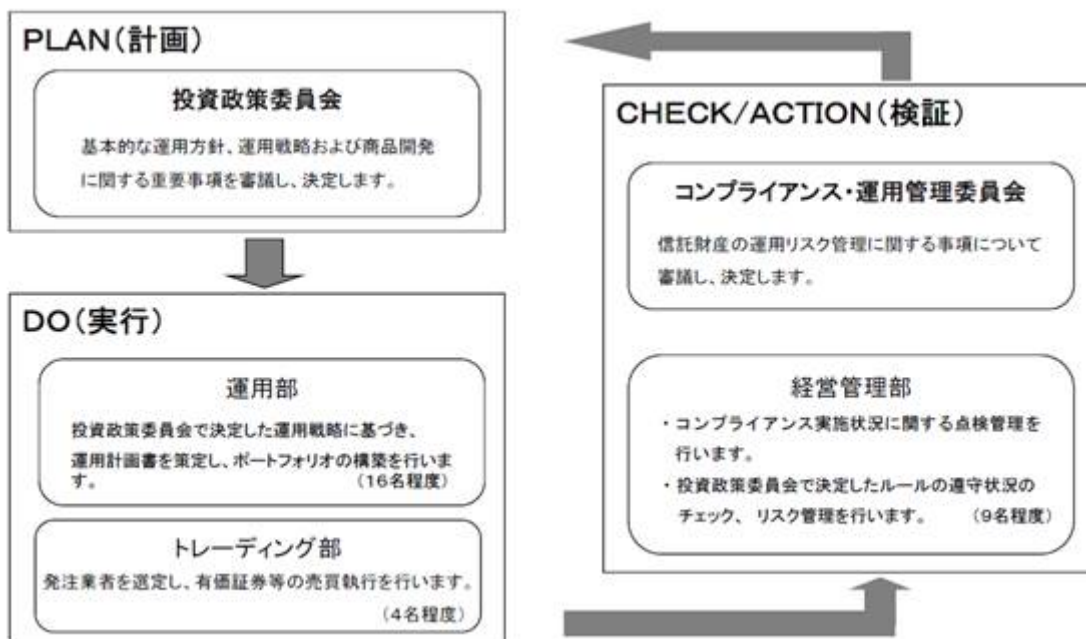 PLAN(計画)
投資政策委員会
基本的な運用方針、運用戦略および商品開発
に関する重要事項を審議し、決定します。
DO(実行)
運用部
投資政策委員会で決定した運用戦略に基づき、
運用計画書を策定し、ポートフォリオの構築を行いま
す。 (16名程度)
トレーディング部
発注業者を選定し、有価証券等の売買執行を行います。
(4名程度)
CHECK/ACTION(検証)
コンプライアンス・運用管理委員会
信託財産の運用リスク管理に関する事項について
審議し、決定します。
経営管理部
・コンプライアンス実施状況に関する点検管理を
行います。
・投資政策委員会で決定したルールの遵守状況の
チェック、 リスク管理を行います。 (9名程度)